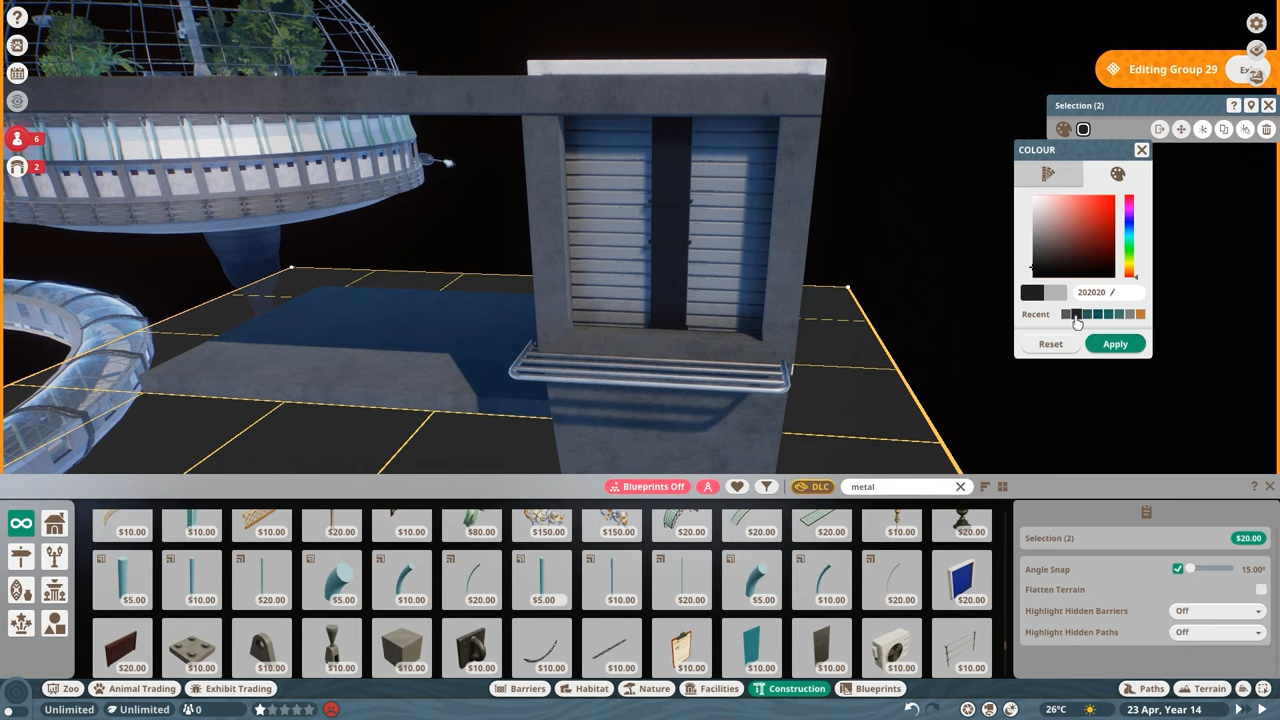 Editing Group 29
Selection (2)
6
2
COLOUR
202020
Recent
Reset
Apply
Blueprints Off
DLC
metal
$10.00 $10.00 $10.00 $20.00 $10.00 $80.00 $150.00 $150.00 $20.00 $20.00 $20.00 $10.00 $20.00
$5.00 $10.00 $20.00 $5.00 $10.00 $20.00 $5.00 $10.00 $20.00 $5.00 $10.00 $20.00 $20.00
$20.00 $10.00 $10.00 $10.00 $10.00 $20.00 $10.00 $10.00 $10.00 $10.00 $10.00 $10.00 $10.00
Selection (2) $20.00
Angle Snap 15.00°
Flatten Terrain
Highlight Hidden Barriers Off
Highlight Hidden Paths Off
Zoo Animal Trading Exhibit Trading Barriers Habitat Nature Facilities Construction Blueprints Paths Terrain
Unlimited Unlimited 0 26°C 23 Apr, Year 14